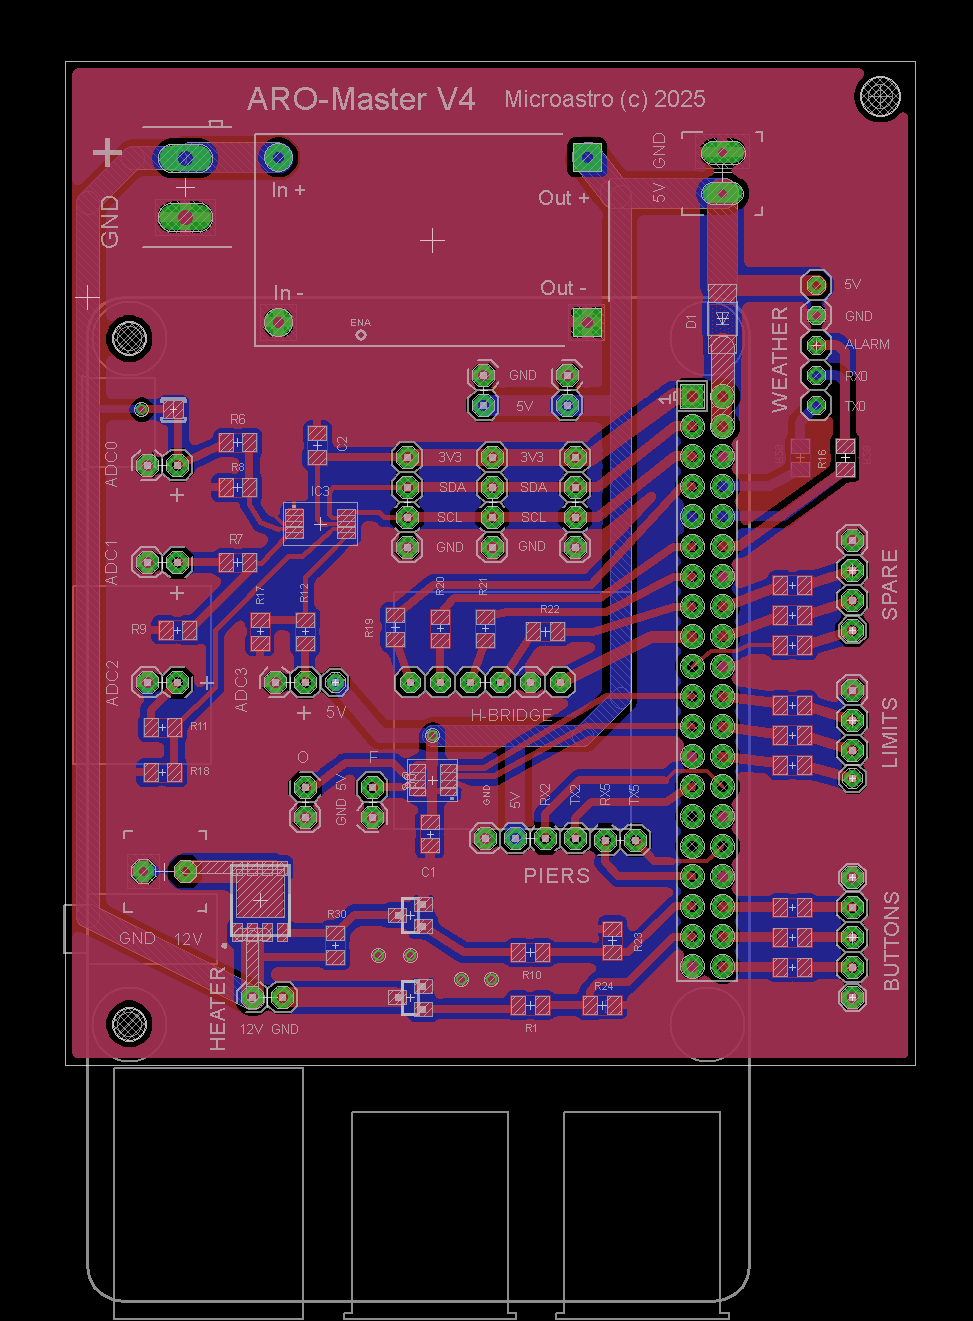 ARO-Master V4
Microastro (c) 2025
GND
5V
In +
Out +
GND
In -
Out -
ENA
D1
5V
GND
ALARM
RX0
TX0
WEATHER
GND
5V
1
R6
C2
R8
ADC0
IC3
3V3
3V3
SDA
SDA
SCL
SCL
GND
GND
R16
R7
ADC1
SPARE
R17
R12
R20
R21
R19
R22
R9
ADC2
ADC3
5V
H-BRIDGE
R11
R18
LIMITS
O
F
5V
GND
GND
5V
RX2
TX2
RX5
TX5
C1
PIERS
BUTTONS
R30
R23
GND
12V
R10
HEATER
R24
12V
GND
R1